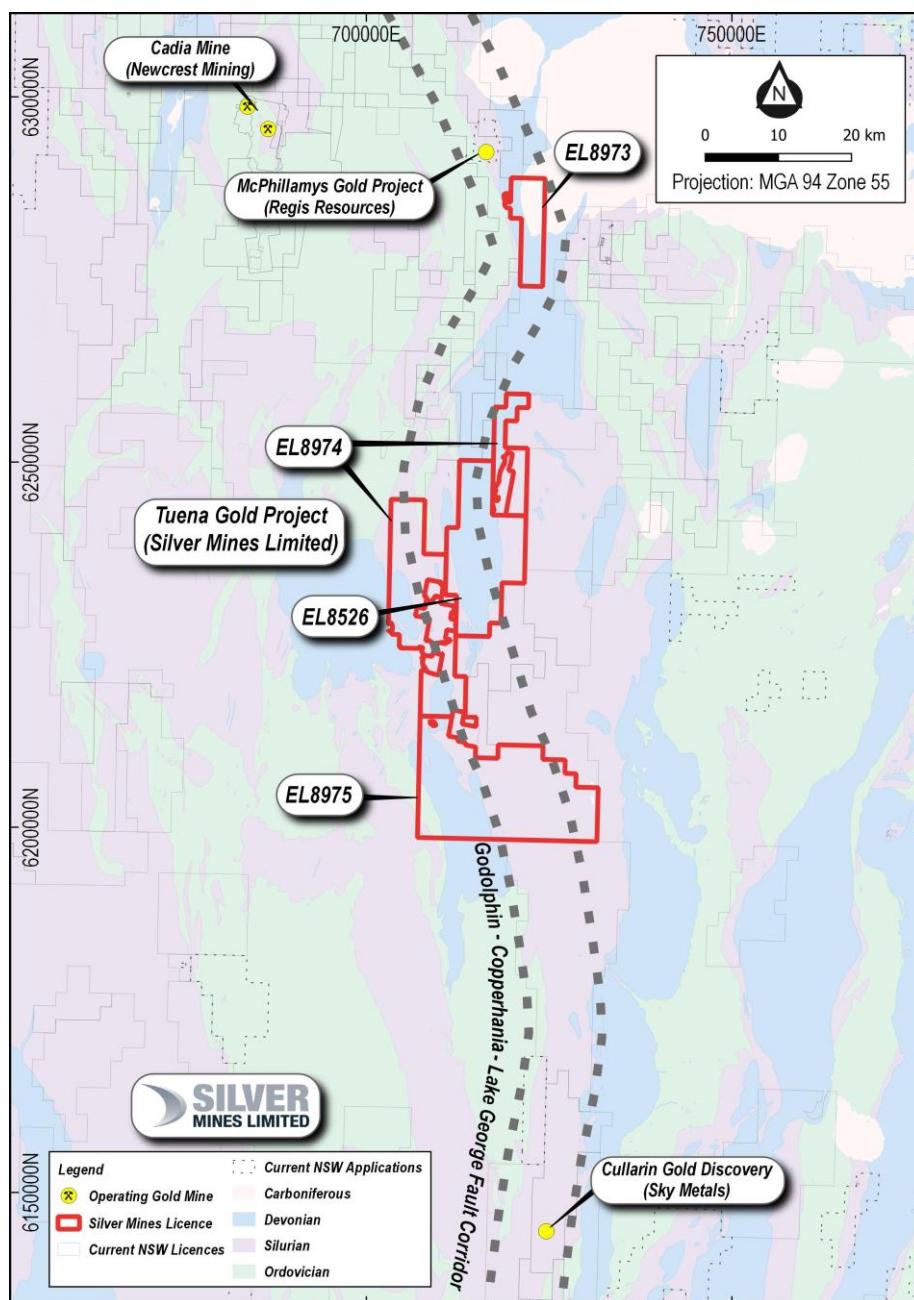 700000E
750000E
6300000N
6250000N
6200000N
6150000N
Cadia Mine
(Newcrest Mining)
McPhillamys Gold Project
(Regis Resources)
EL8973
N
0 10 20 km
Projection: MGA 94 Zone 55
EL8974
Tuena Gold Project
(Silver Mines Limited)
EL8526
EL8975
Godolphin - Copperhania - Lake George Fault Corridor
SILVER
MINES LIMITED
Cullarin Gold Discovery
(Sky Metals)
Legend
Operating Gold Mine
Silver Mines Licence
Current NSW Licences
Current NSW Applications
Carboniferous
Devonian
Silurian
Ordovician